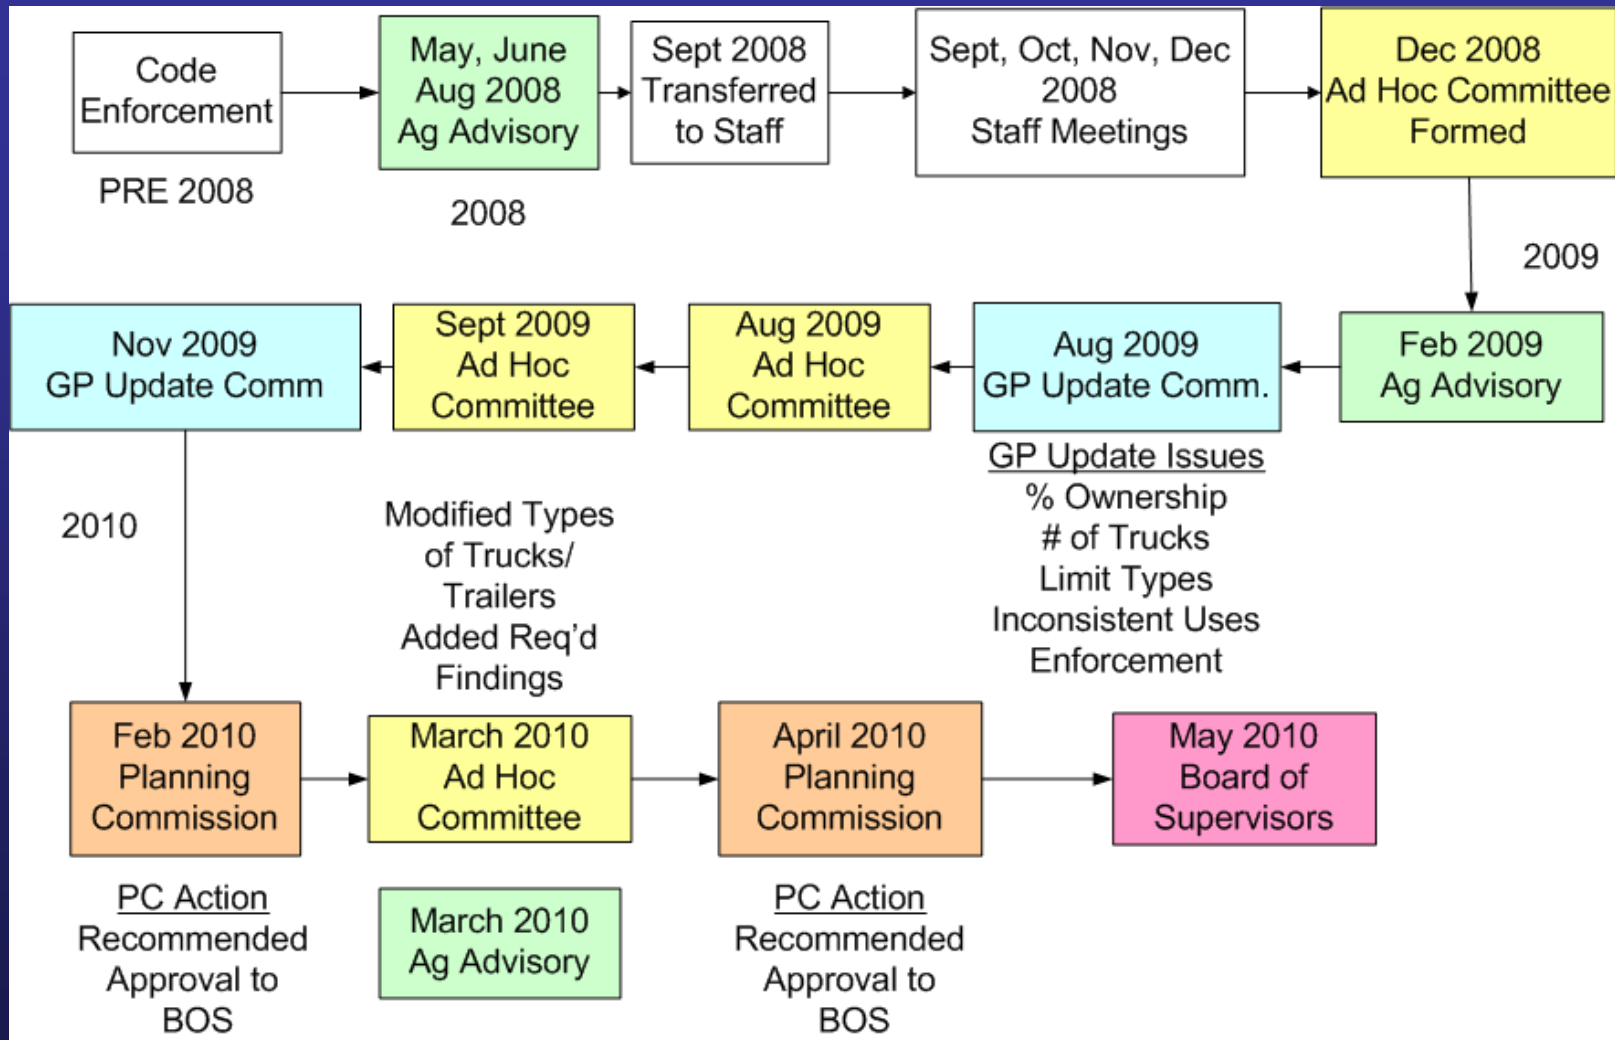 Code
Enforcement
PRE 2008
May, June
Aug 2008
Ag Advisory
2008
Sept 2008
Transferred
to Staff
Sept, Oct, Nov, Dec
2008
Staff Meetings
Dec 2008
Ad Hoc Committee
Formed
2009
Feb 2009
Ag Advisory
Aug 2009
GP Update Comm.
GP Update Issues
% Ownership
# of Trucks
Limit Types
Inconsistent Uses
Enforcement
Aug 2009
Ad Hoc
Committee
Sept 2009
Ad Hoc
Committee
Nov 2009
GP Update Comm
2010
Feb 2010
Planning
Commission
PC Action
Recommended
Approval to
BOS
Modified Types
of Trucks/
Trailers
Added Req'd
Findings
March 2010
Ad Hoc
Committee
March 2010
Ag Advisory
April 2010
Planning
Commission
PC Action
Recommended
Approval to
BOS
May 2010
Board of
Supervisors